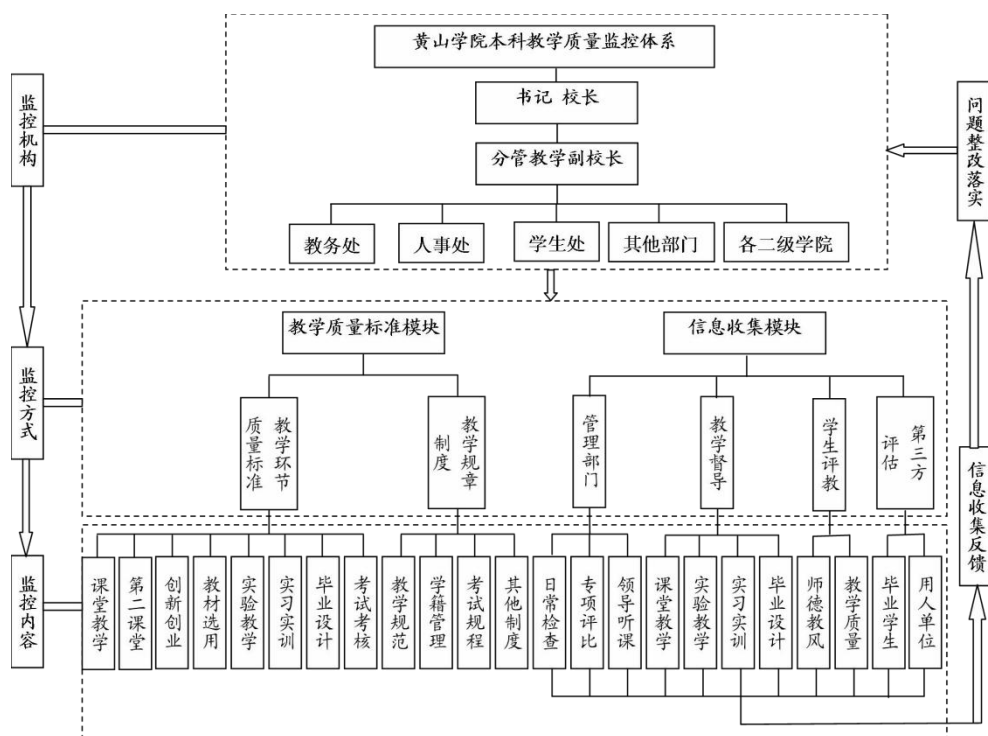 黄山学院本科教学质量监控体系
书记 校长
分管教学副校长
教务处
人事处
学生处
其他部门
各二级学院
监控机构
问题整改落实
教学质量标准模块
信息收集模块
监控方式
教学环节
质量标准
教学规章
制度
管理部门
教学督导
学生评教
第三方
评估
信息收集反馈
监控内容
课堂教学
第二课堂
创新创业
教材选用
实验教学
实习实训
毕业设计
考试考核
教学规范
学籍管理
考试规程
其他制度
日常检查
专项评比
领导听课
课堂教学
实验教学
实习实训
毕业设计
师德教风
教学质量
毕业学生
用人单位